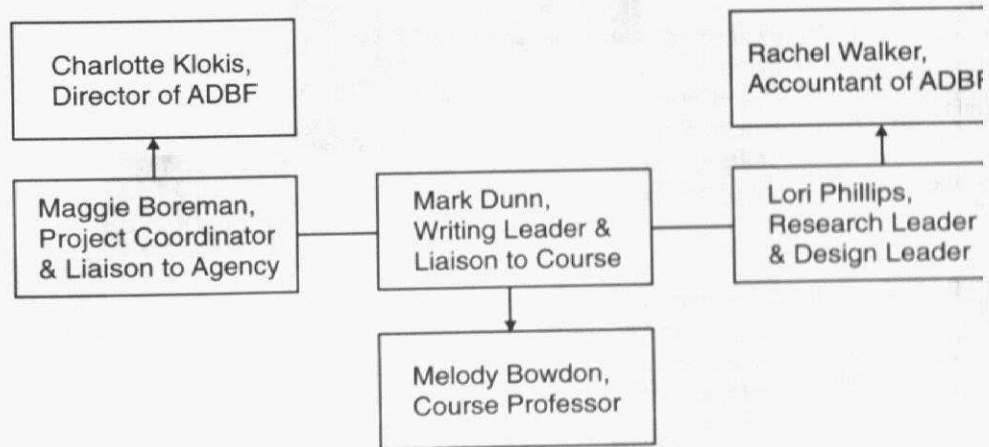 Charlotte Klokis,
Director of ADBF
Rachel Walker,
Accountant of ADBF
Maggie Boreman,
Project Coordinator
& Liaison to Agency
Mark Dunn,
Writing Leader &
Liaison to Course
Lori Phillips,
Research Leader
& Design Leader
Melody Bowdon,
Course Professor